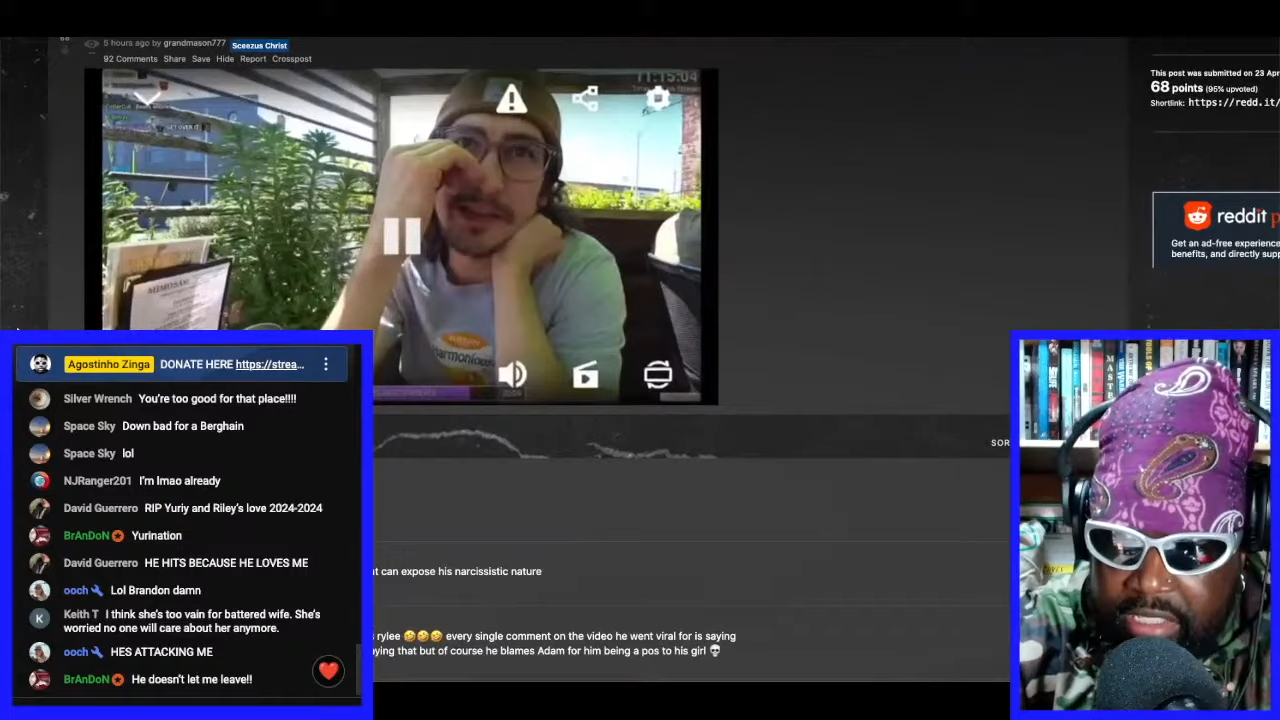 5 hours ago by grandmason777 Sceezus Christ
92 Comments Share Save Hide Report Crosspost
11:15:04
GET OVER IT
MIMOSAS
harmonious
This post was submitted on 23 Apr
68 points (95% upvoted)
Shortlink: https://redd.it/
reddit p
Get an ad-free experience
benefits, and directly supp
SOR
Agostinho Zinga DONATE HERE https://strea...
Silver Wrench You're too good for that place!!!!
Space Sky Down bad for a Berghain
Space Sky lol
NJRanger201 I'm lmao already
David Guerrero RIP Yuriy and Riley's love 2024-2024
BrAnDoN Yurination
David Guerrero HE HITS BECAUSE HE LOVES ME
ooch Lol Brandon damn
K Keith T I think she's too vain for battered wife. She's
worried no one will care about her anymore.
ooch HES ATTACKING ME
BrAnDoN He doesn't let me leave!!
t can expose his narcissistic nature
rylee 🤣🤣🤣 every single comment on the video he went viral for is saying
ying that but of course he blames Adam for him being a pos to his girl 💀